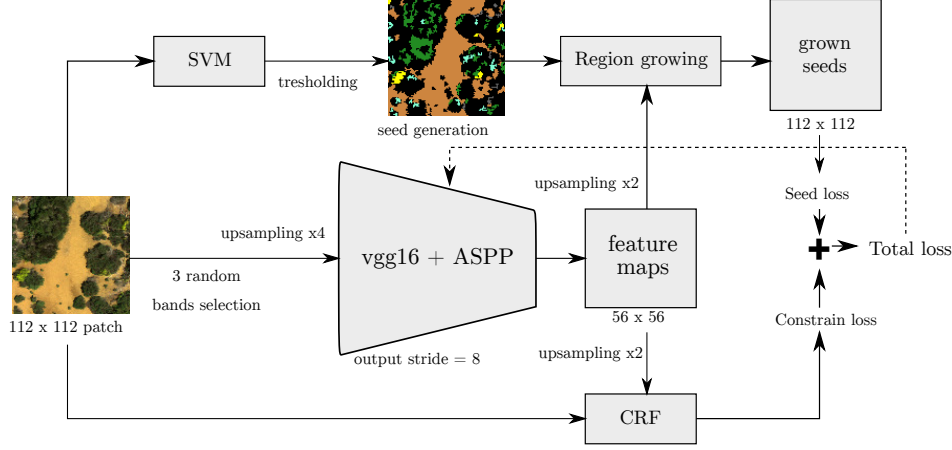 SVM
tresholding
seed generation
Region growing
grown
seeds
112 x 112
upsampling x2
Seed loss
Total loss
upsampling x4
3 random
bands selection
112 x 112 patch
vgg16 + ASPP
output stride = 8
feature
maps
56 x 56
upsampling x2
Constrain loss
CRF